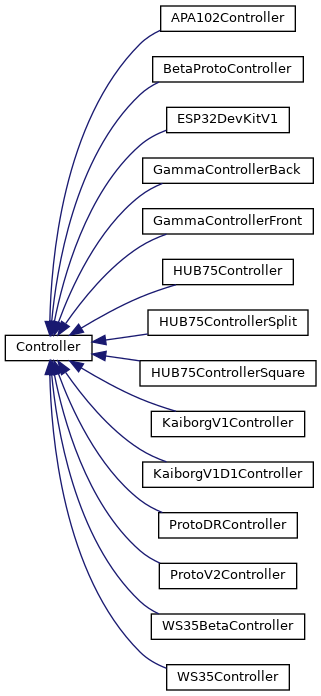 APA102Controller
BetaProtoController
ESP32DevKitV1
GammaControllerBack
GammaControllerFront
HUB75Controller
HUB75ControllerSplit
Controller
HUB75ControllerSquare
KaiborgV1Controller
KaiborgV1D1Controller
ProtoDRController
ProtoV2Controller
WS35BetaController
WS35Controller